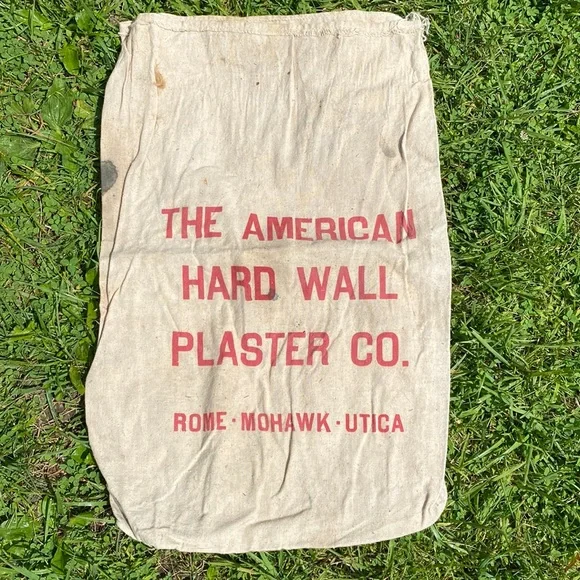 THE AMERICAN
HARD WALL
PLASTER CO.
ROME · MOHAWK · UTICA